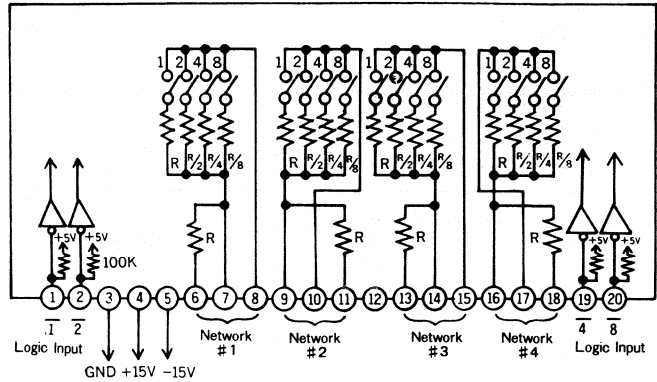 1 2 4 8
1 2 4 8
1 2 4 8
1 2 4 8
R R/2 R/4 R/8
R R/2 R/4 R/8
R R/2 R/4 R/8
R R/2 R/4 R/8
R
R
R
R
+5V
+5V
100K
+5V
+5V
1 2 3 4 5 6 7 8 9 10 11 12 13 14 15 16 17 18 19 20
1 2
4 8
Logic Input
Network
#1
Network
#2
Network
#3
Network
#4
Logic Input
GND +15V -15V